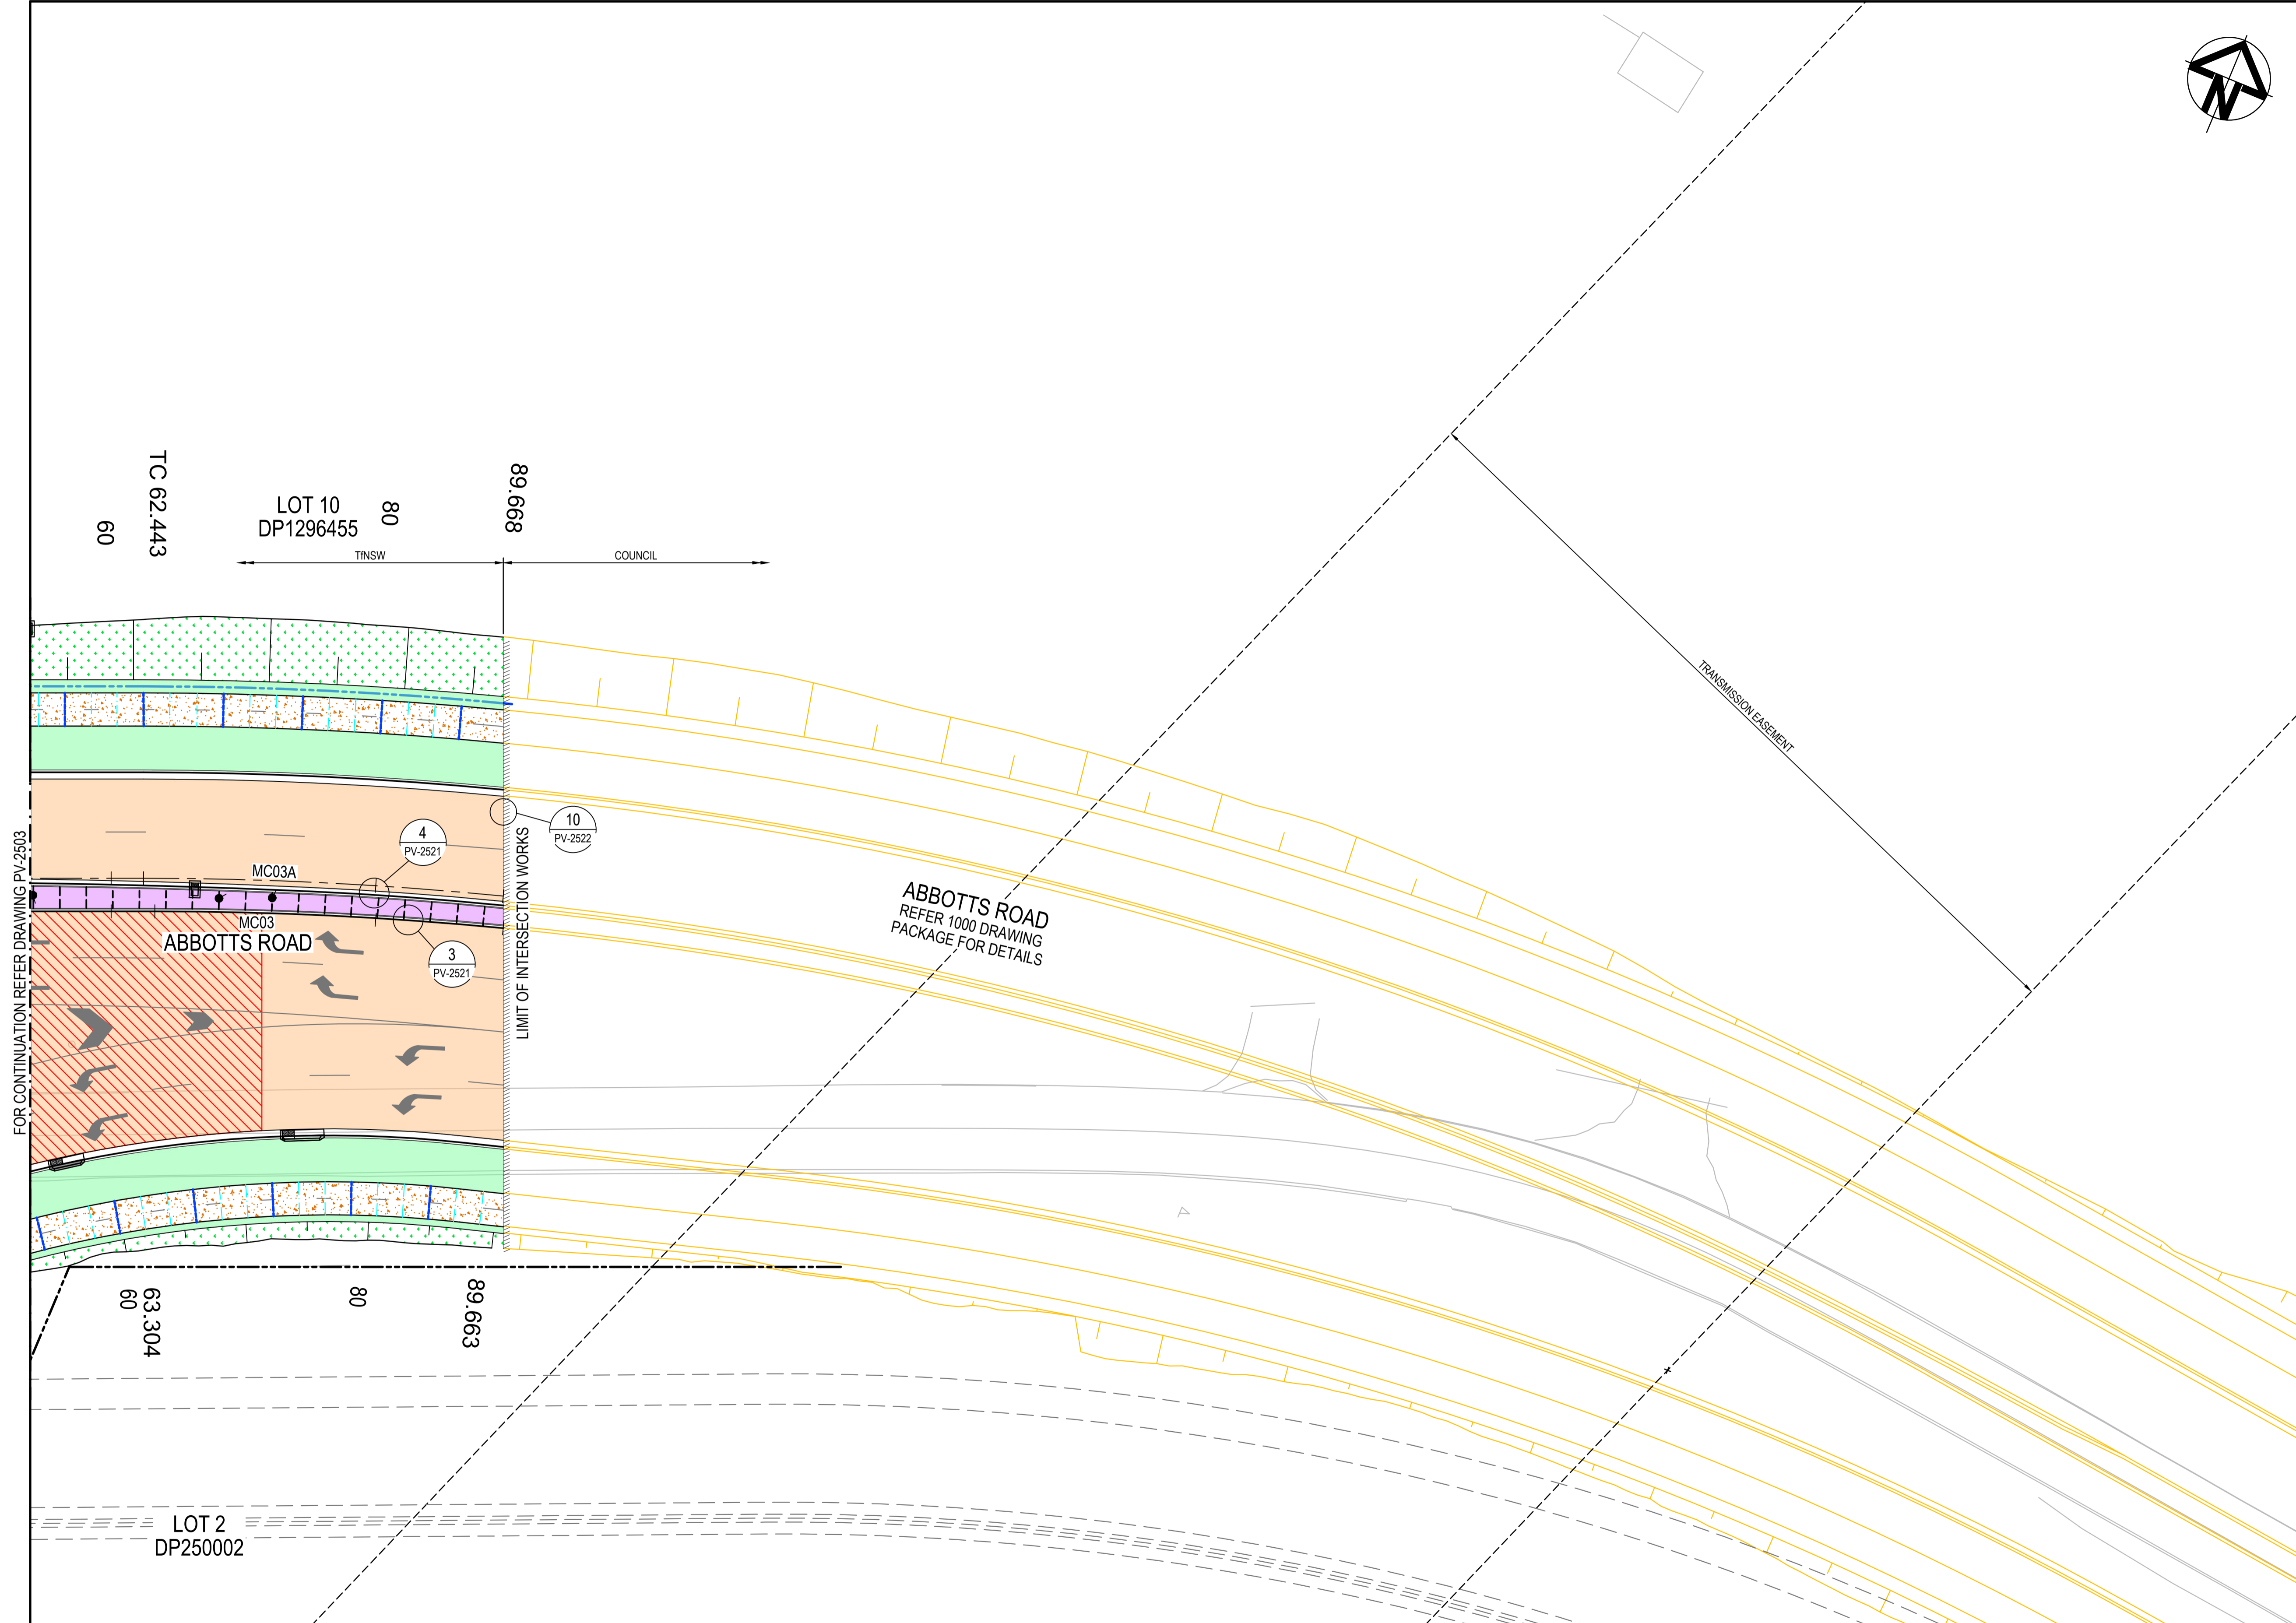 N
TC 62.443
60
LOT 10
DP1296455
80
89.668
TfNSW
COUNCIL
TRANSMISSION EASEMENT
FOR CONTINUATION REFER DRAWING PV-2503
10
PV-2522
4
PV-2521
MC03A
MC03
ABBOTTS ROAD
3
PV-2521
LIMIT OF INTERSECTION WORKS
ABBOTTS ROAD
REFER 1000 DRAWING
PACKAGE FOR DETAILS
60
63.304
80
89.663
LOT 2
DP250002